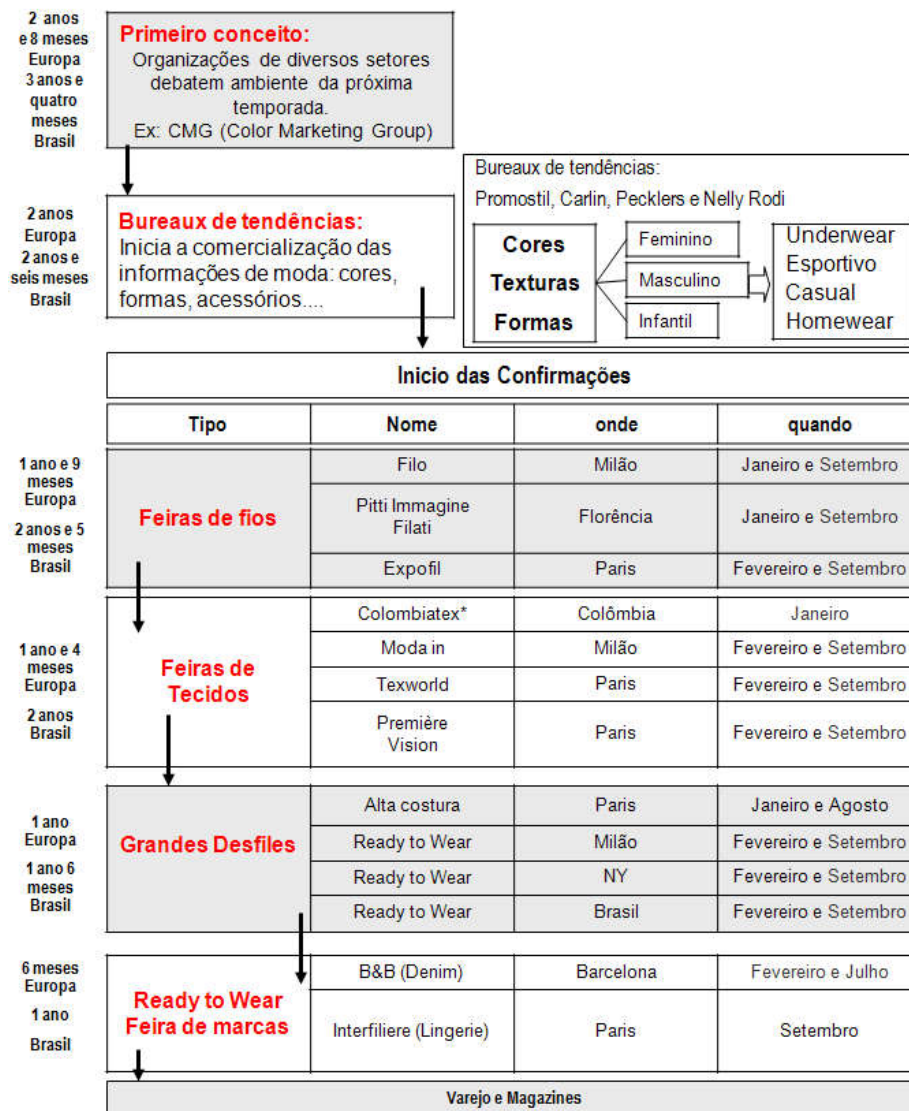 2 anos
e 8 meses
Europa
3 anos e
quatro
meses
Brasil
Primeiro conceito:
Organizações de diversos setores
debatem ambiente da próxima
temporada.
Ex: CMG (Color Marketing Group)
2 anos
Europa
2 anos e
seis meses
Brasil
Bureaux de tendências:
Inicia a comercialização das
informações de moda: cores,
formas, acessórios....
Bureaux de tendências:
Promostil, Carlin, Pecklers e Nelly Rodi
Cores
Texturas
Formas
Feminino
Masculino
Infantil
Underwear
Esportivo
Casual
Homewear
Inicio das Confirmações
Tipo Nome onde quando
1 ano e 9
meses
Europa
2 anos e 5
meses
Brasil
Feiras de fios
Filo Milão Janeiro e Setembro
Pitti Immagine
Filati
Florência Janeiro e Setembro
Expofil Paris Fevereiro e Setembro
1 ano e 4
meses
Europa
2 anos
Brasil
Feiras de
Tecidos
Colombiatex* Colômbia Janeiro
Moda in Milão Fevereiro e Setembro
Texworld Paris Fevereiro e Setembro
Première
Vision
Paris Fevereiro e Setembro
1 ano
Europa
1 ano 6
meses
Brasil
Grandes Desfiles
Alta costura Paris Janeiro e Agosto
Ready to Wear Milão Fevereiro e Setembro
Ready to Wear NY Fevereiro e Setembro
Ready to Wear Brasil Fevereiro e Setembro
6 meses
Europa
1 ano
Brasil
Ready to Wear
Feira de marcas
B&B (Denim) Barcelona Fevereiro e Julho
Interfiliere (Lingerie) Paris Setembro
Varejo e Magazines